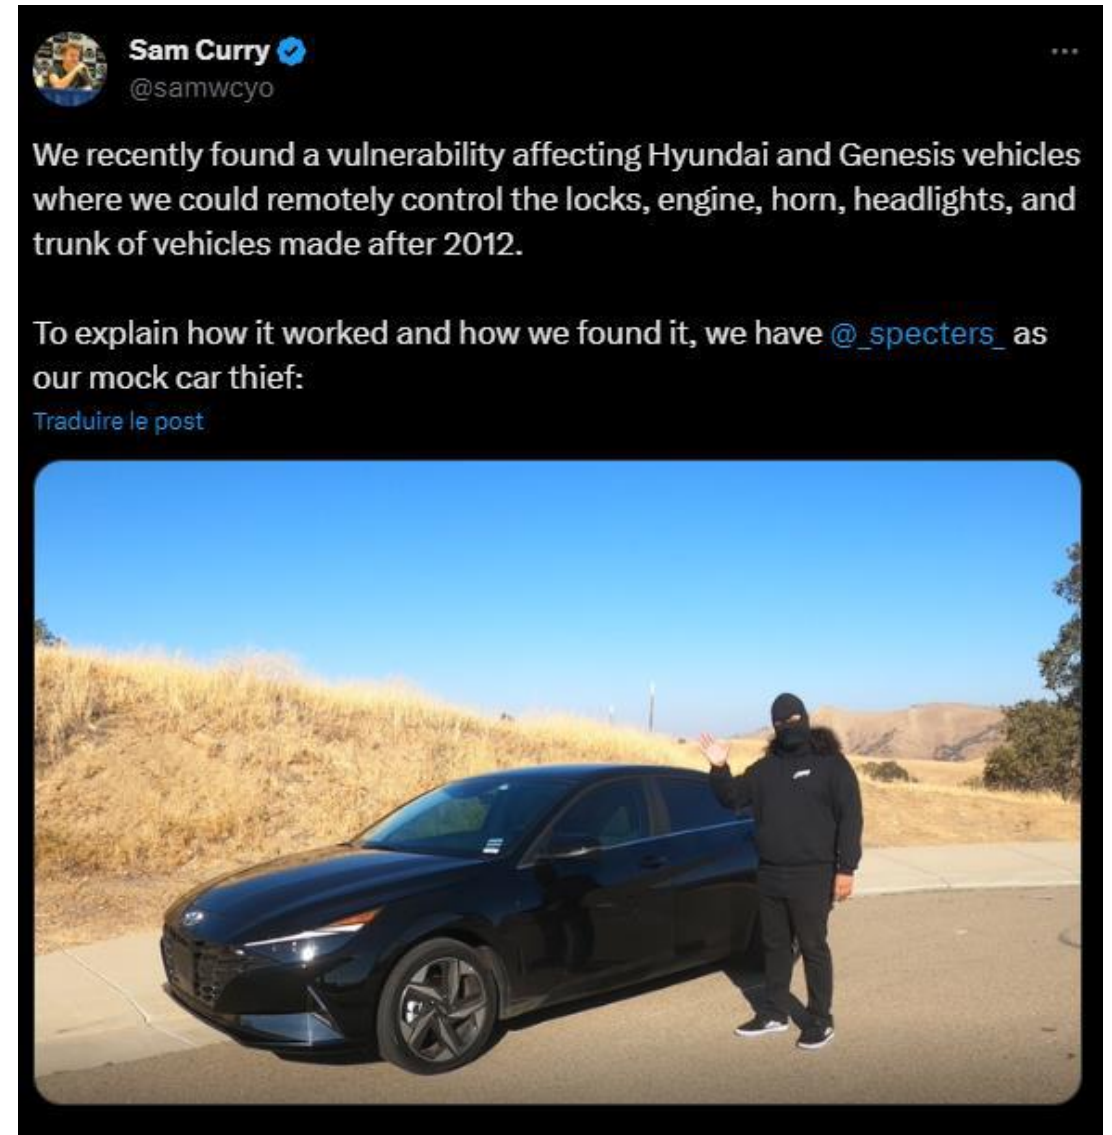 Sam Curry
@samwcyo
We recently found a vulnerability affecting Hyundai and Genesis vehicles
where we could remotely control the locks, engine, horn, headlights, and
trunk of vehicles made after 2012.
To explain how it worked and how we found it, we have @_specters_ as
our mock car thief:
Traduire le post